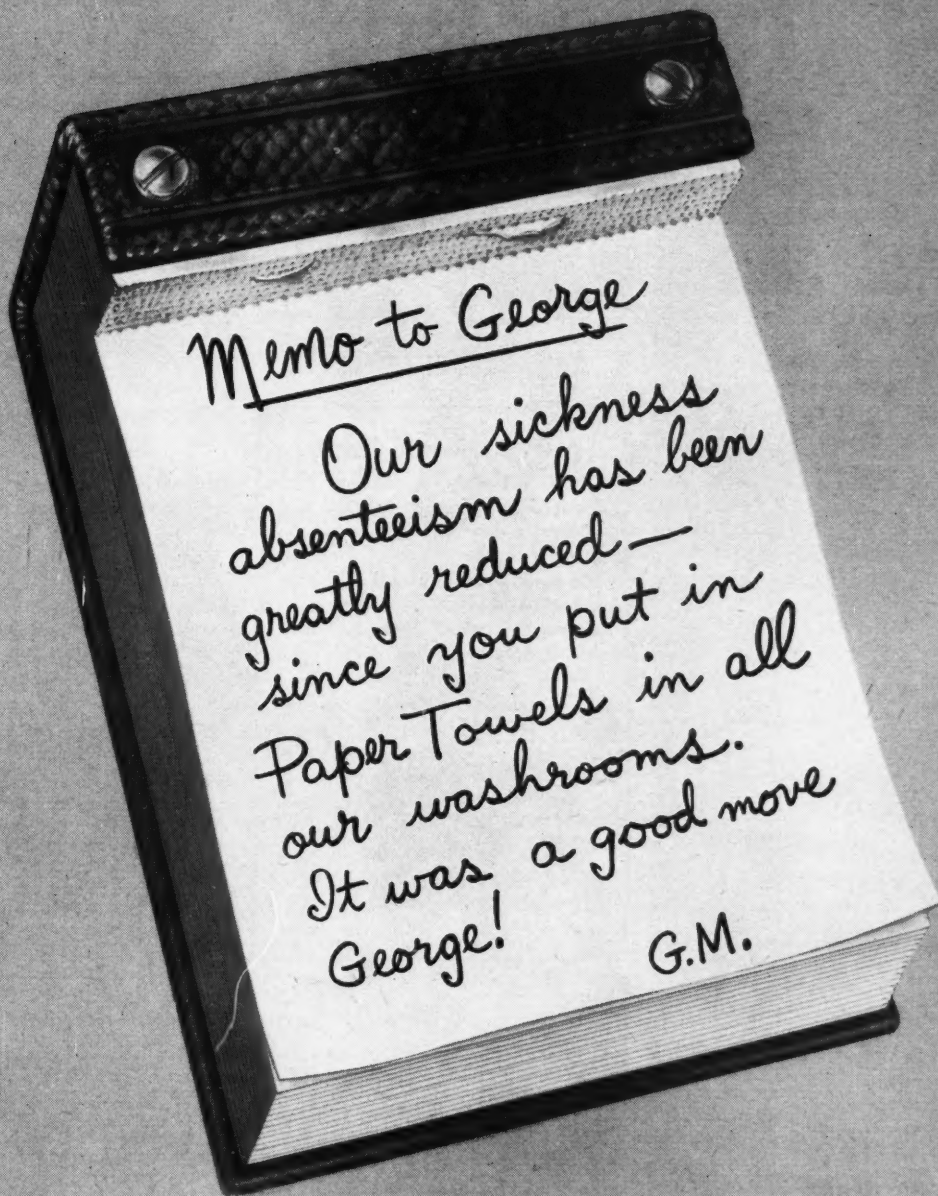 Memo to George
Our sickness
absenteeism has been
greatly reduced—
since you put in
Paper Towels in all
our washrooms.
It was a good move
George!
G.M.